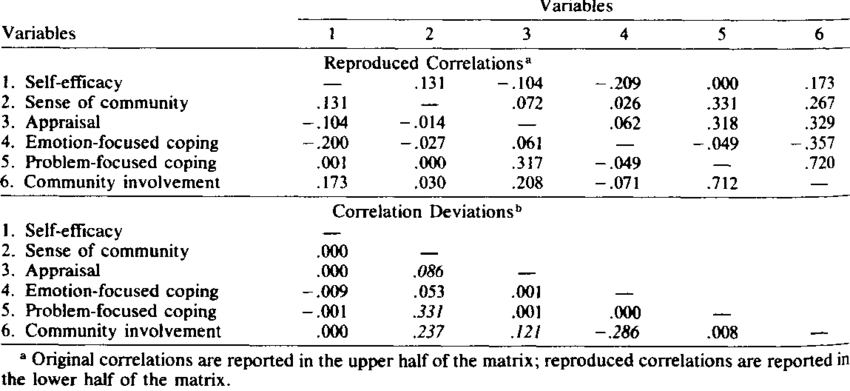 Variables
Variables 1 2 3 4 5 6
Reproduced Correlationsᵃ
1. Self-efficacy — .131 −.104 −.209 .000 .173
2. Sense of community .131 — .072 .026 .331 .267
3. Appraisal −.104 −.014 — .062 .318 .329
4. Emotion-focused coping −.200 −.027 .061 — −.049 −.357
5. Problem-focused coping .001 .000 .317 −.049 — .720
6. Community involvement .173 .030 .208 −.071 .712 —
Correlation Deviationsᵇ
1. Self-efficacy —
2. Sense of community .000 —
3. Appraisal .000 .086 —
4. Emotion-focused coping −.009 .053 .001 —
5. Problem-focused coping −.001 .331 .001 .000 —
6. Community involvement .000 .237 .121 −.286 .008 —
ᵃ Original correlations are reported in the upper half of the matrix; reproduced correlations are reported in
the lower half of the matrix.